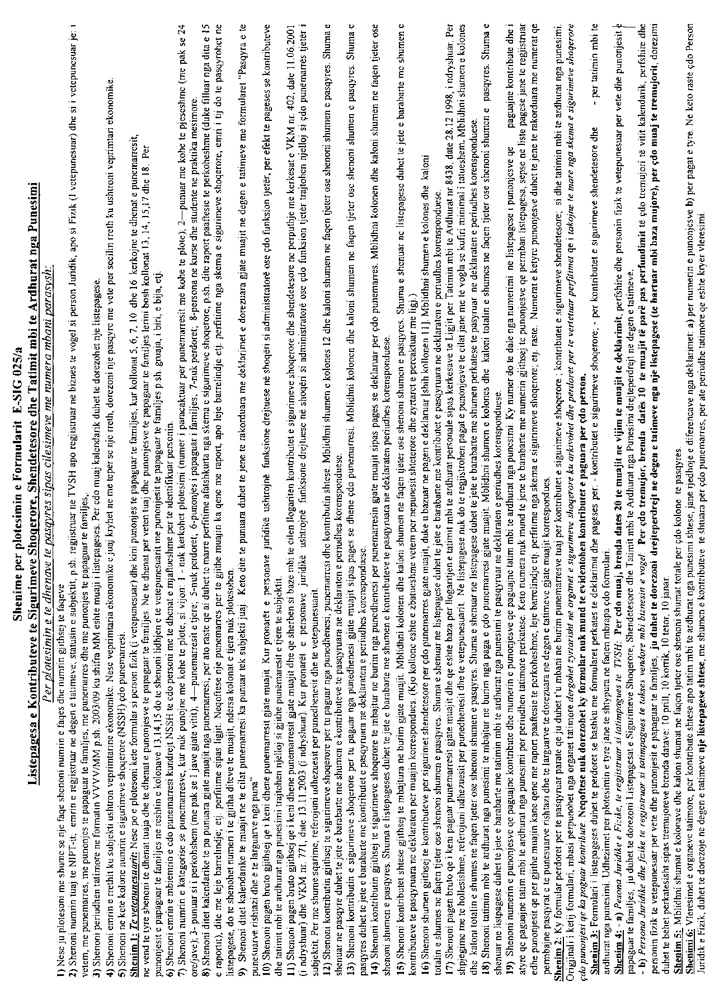 Shenime per plotesimin e Formularit E-SIG 025/a
Listepagesa e Kontributeve te Sigurimeve Shoqerore, Shendetesore dhe Tatimit mbi te Ardhurat nga Punesimi
Per plotesimin e te dhenave te pasqyres sipas cilesimeve me numera mbani parasysh:
1) Nese ju plotesoni me shume se nje faqe shenoni numrin e faqes dhe numrin gjithsej te faqeve
2) Shenoni numrin tuaj te NIPT-it, emrin e regjistruar ne degen e tatimeve, statusin e subjektit, p.sh. regjistruar ne TVSH apo regjistruar ne biznes te vogel si person Juridik, apo si Fizik (I vetepunesuar) dhe si i vetepunesuar je: i
vetem, me punemarres, me punonjes te papaguar te familjes, me punemarres dhe me punonjes te papaguar te familjes,.
3) Shenoni periudhen tatimore ne formatin VVVV/MM p.sh. 2003/09 ku shifra MM eshte muaji i listepageses. Per cdo muaj kalendarik duhet te dorezohet nje listepagese.
4) Shenoni emrin e rrethit ku subjekti ushtron veprimtarine ekonomike. Nese veprimtaria ekonomike e juaj kryhet ne me teper se nje rreth, dorezoni nje pasqyre me vete per secilin rreth ku ushtroni veprimtari ekonomike.
5) Shenoni ne kete kolone numrin e sigurimeve shoqerore (NSSH) çdo punemarresi.
Shenim 1: Te vetepunesuarit: Nese po e plotesoni kete formular si person fizik (i vetepunesuar) dhe kini punonjes te papaguar te familjes, kur kollonat 5, 6, 7, 10 dhe 16 kerkojne te dhenat e punemarresit,
ne vend te tyre shenoni te dhenat tuaja dhe te dhenat e punonjesve te papaguar te familjes. Ne te dhenat per veten tuaj dhe punonjesve te papaguar te familjes lermi bosh kollonat 13, 14, 15,17 dhe 18. Per
punonjesit e papaguar te familjes ne reshtin e kolonave 13,14,15 do te shenoni lidhjen e te vetepunesuarit me punonjesit te papaguar te familjes p.sh. gruaja, i biri, e bija, etj.
6) Shenoni emrin e mbiemrin e cdo punemarresi kundrejt NSSH te cdo personi me te dhenat e mjaftueshme per te identifikuar personin.
7) Shenoni numrin e kategorise se punemarresve, kur nuk punojne me kohe te plote, si vijon: 1 - nuk kerkohet plotesimi (numer i paracaktuar per punemarresit me kohe te plote), 2—punuar me kohe te pjeseshme (me pak se 24
ore/jave); 3- punuar si i perkohshem (me pak se 1 jave gjate vitit), 4—punemarresit e tjere; 5-nuk perdoret, 6-punonjes i papaguar i familjes, 7-nuk perdoret; 8-persona ne kurse dhe studente ne praktika mesimore.
8) Shenoni ditet kalendarike te pa punuara gjate muajit nga punemarresi, per ato raste qe ai duhet te marre perfitime afatshkurta nga skema e sigurimeve shoqerore, p.sh. dite raport paaftesie te perkoheshme (duke filluar nga dita e 15
e raportit), dite me leje barrelindje; etj. perfitime sipas ligjit. Neqoftese nje punemarres per te gjithe muajin ka qene me raport, apo leje barrelindje etj. perfitime nga skema e sigurimeve shoqerore, emri i tij do te pasqyrohet ne
listepagese, do te shenohet numeri i te gjitha diteve te muajit, ndersa kolonat e tjera nuk plotesohen.
9) Shenoni ditet kalendarike te muajit ne te cilat punemarresi ka punuar tek subjekti juaj. Keto dite te punuara duhet te jene te rakorduara me deklarimet e dorezuara gjate muajit ne degen e tatimeve me formularet "Pasqyra e te
punesuarve rishtazi dhe e te larguarve nga puna"
10) Shenoni pagen bruto gjithsej qe i keni dhene punemarresit gjate muajit. Kur pronarët e personave juridikë ushtrojnë funksione drejtuese në shoqëri si administratorë ose çdo funksion tjetër, per efekt te pageses se kontributeve
dhe tatimit mbi te ardhurat nga punesimi trajtohen njelloj si gjithe punëmaresit e tjere te subjektit.
11) Shenoni pagen bruto gjithsej qe i keni dhene punemarresit gjate muajit dhe qe sherben si baze mbi te cilen llogariten kontributet e sigurimeve shoqerore dhe shendetesore ne perputhje me kerkesat e VKM nr. 402, date 11.06.2001
(i ndryshuar) dhe VKM nr. 771, date 13.11.2003 (i ndryshuar). Kur pronarët e personave juridikë ushtrojnë funksione drejtuese në shoqëri si administratorë ose çdo funksion tjetër trajtohen njelloj si çdo punëmarrës tjetër i
subjektit. Per me shume sqarime, referojuni udhezuesit per punedhenesit dhe te vetepunesuarit.
12) Shenoni kontributin gjithsej te sigurimeve shoqerore per tu paguar nga punedhenesi, punemarresi dhe kontributin shtese. Mblidhni shumen e kolones 12 dhe kaloni shumen ne faqen tjeter ose shenoni shumen e pasqyres. Shuma e
shenuar ne pasqyre duhet te jete e barabarte me shumen e kontributeve te pasqyruara ne deklaraten e periudhes korensponduese.
13) Shenoni kontributin e sigurimeve shoqerore per tu paguar nga punedhenesi gjate muajit sipas pages se dhene çdo punemarresi. Mblidhni kolonen dhe kaloni shumen ne faqen tjeter ose shenoni shumen e pasqyres. Shuma e
pasqyres duhet te jete e barabarte me kontributet e pasqyruara ne deklaraten e periudhes korensponduese.
14) Shenoni kontributin gjithsej te sigurimeve shoqerore te mbajtur ne burim nga punedhenesi per punemarresin gjate muajit sipas pages se deklaruar per çdo punemarres. Mblidhni kolonen dhe kaloni shumen ne faqen tjeter ose
shenoni shumen e pasqyres. Shuma e listepageses duhet te jete e barabarte me shumen e kontributeve te pasqyruara ne deklaraten periudhes korensponduese.
15) Shenoni kontributet shtese gjithsej te mbajtura ne burim gjate muajit. Mblidhni kolonen dhe kaloni shumen ne faqen tjeter ose shenoni shumen e pasqyres. Shuma e shenuar ne listepagese duhet te jete e barabarte me shumen e
kontributeve te pasqyruara ne deklaraten per muajin korrespondues. (Kjo kollone eshte e zbatueshme vetem per nepunesit shteterore dhe zyrtaret e percaktuar me ligj.)
16) Shenoni shumen gjithsej te kontributeve per sigurimet shendetesore per çdo punemarres gjate muajit, duke u bazuar ne pagen e deklaruar [shih kollonen 11]. Mblidhni shumen e kolones dhe kaloni
totalin e shumes ne faqen tjeter ose shenoni shumen e pasqyres. Shuma e shenuar ne listepagese duhet te jete e barabarte me kontributet e pasqyruara ne deklaraten e periudhes korensponduese.
17) Shenoni pagen bruto qe i keni paguar punemarresit gjate muajit dhe qe eshte baza per llogaritjen e tatimit mbi te ardhurat personale sipas kerkesave te Ligjit per Tatimin mbi te Ardhurat nr.8438, date 28.12.1998, i ndryshuar. Per
shpjegime me te hollesishme, referojuni udhezuesit per punedhenesit dhe te vetepunesuarit. Ne listepagese nuk do te regjistrohen pagat e punonjesve te cilat jane me te vogla se kufiri minimal i tatueshem. Mblidhni shumen e kolones
dhe kaloni totalin e shumes ne faqen tjeter ose shenoni shumen e pasqyres. Shuma e shenuar ne listepagese duhet te jete e barabarte me shumen perkatese te pasyruar ne deklaraten e periudhes korensponduese.
18) Shenoni tatimin mbi te ardhurat nga punesimi te mbajtur ne burim nga paga e çdo punemarresi gjate muajit. Mblidhni shumen e kolones dhe kaloni totalin e shumes ne faqen tjeter ose shenoni shumen e pasqyres. Shuma e
shenuar ne listpagese duhet te jete e barabarte me tatimin mbi te ardhurat nga punesimi te pasqyruar ne deklaraten e periudhes korensponduese.
19) Shenoni numerin e punonjesve qe paguajne kontribute dhe numerin e punonjesve qe paguajne tatim mbi te ardhurat nga punesimi. Ky numer do te dale nga numerimi ne listepagese i punonjesve qe paguajne kontribute dhe i
atyre qe paguajne tatim mbi te ardhurat nga punesimi per periudhen tatimore perkatese. Keto numera nuk mund te jene te barabarte me numerin gjithsej te punonjesve qe permban listepagesa, sepse ne liste pagese jane te regjistruar
edhe punonjesit qe per gjithe muajin kane qene me raport paaftesie te perkoheshme, leje barrelindje etj. perfitime nga skema e sigurimeve shoqerore; etj. raste. Numerat e ketyre punonjesve duhet te jene te rakorduara me numerat qe
permbajne pasqyrat e te punesuarve rishtazi dhe te larguarve te dorezuara ne degen e tatimeve gjate muajit korrespondues.
Shenim 2: Ky formular perdoret per te pasqyruar parate qe ju duhet t'u mbani ne burim punemarresve tuaj per kontributet e sigurimeve shoqerore ; kontributet e sigurimeve shendetesore; si dhe tatimin mbi te ardhurat nga punesimi.
Orgjinali i ketij formulari, mbasi perpunohet nga organet tatimore dergohet zyrtarisht ne organet e sigurimeve shoqerore ku arkivohet dhe perdoret per te vertetuar perfitimet qe i takojne te mare nga skema e sigurimeve shoqerore
çdo punonjesi qe ka paguar kontribute. Neqoftese nuk dorezohet ky formular nuk mund te evidentohen kontributet e paguara per çdo person.
Shenim 3: Formulari i listepageses duhet te perdoret se bashku me formularet perkates te deklarimit dhe pageses per: - kontributet e sigurimeve shoqerore; - per kontributet e sigurimeve shendetesore dhe - per tatimin mbi te
ardhurat nga punesimi. Udhezimet per plotesimin e tyre jane te shtypura ne faqen mbrapa çdo formulari.
Shenim 4: - a) Pesona Juridike e Fizike, te regjistruar si tatimpagues te TVSH: Per çdo muaj, brenda dates 20 te muajit ne vijim te muajit te deklarimit, perfshire dhe personin fizik te vetepunesuar per vete dhe punonjesit e
papaguar te familjes, ju duhet te dorezoni Listepagesat e Sigurimeve Shoqerore, Shendetesore dhe Tatimit mbi te Ardhurat nga Punesimi drejteperdrejt ne degen e tatimeve.
- b) Persona Juridike dhe fizike te regjistruar si tatimpagues te takses vendore mbi biznesin e vogel: Per çdo tremujor, brenda datës 10 te muajit të parë pas perfundimit të çdo tremujori të vitit kalendarik, perfshire dhe
personin fizik te vetepunesuar per vete dhe punonjesit e papaguar te familjes, ju duhet te dorezoni drejteperdrejt ne degen e tatimeve nga nje listepagese (te hartuar mbi baza mujore), per çdo muaj te tremujorit, dorezimi
duhet te behet perkatesisht sipas tremujoreve brenda datave: 10 prill, 10 korrik, 10 tetor, 10 janar.
Shenim 5: Mblidhni shumat e kolonave dhe kaloni shumat ne faqen tjeter ose shenoni shumat totale per çdo kolone te pasqyres.
Shenimi 6: Vleresimet e organeve tatimore, per kontribute shtese apo tatim mbi te ardhurat nga punesimi shtese, jane rjedhoje e diferencave nga deklarimet: a) per numerin e punonjesve b) per pagat e tyre. Ne keto raste çdo Person
Juridik e Fizik, duhet te dorezoje ne degen e tatimeve nje listepagese shtese, me shumen e kontributeve te shtuara per çdo punemarres, per ate periudhe tatimore qe eshte kryer vleresimi.